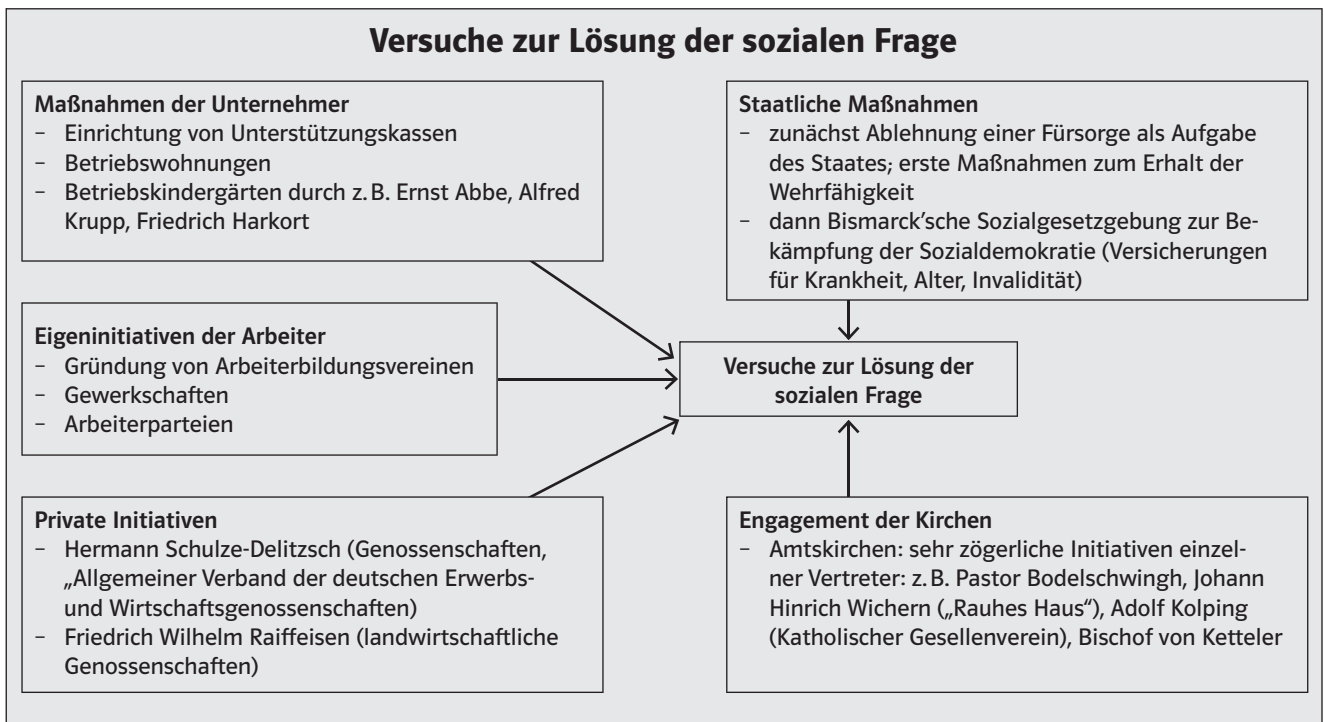 Versuche zur Lösung der sozialen Frage
Maßnahmen der Unternehmer
– Einrichtung von Unterstützungskassen
– Betriebswohnungen
– Betriebskindergärten durch z. B. Ernst Abbe, Alfred
Krupp, Friedrich Harkort
Staatliche Maßnahmen
– zunächst Ablehnung einer Fürsorge als Aufgabe
des Staates; erste Maßnahmen zum Erhalt der
Wehrfähigkeit
– dann Bismarck’sche Sozialgesetzgebung zur Be-
kämpfung der Sozialdemokratie (Versicherungen
für Krankheit, Alter, Invalidität)
Eigeninitiativen der Arbeiter
– Gründung von Arbeiterbildungsvereinen
– Gewerkschaften
– Arbeiterparteien
Versuche zur Lösung der
sozialen Frage
Private Initiativen
– Hermann Schulze-Delitzsch (Genossenschaften,
„Allgemeiner Verband der deutschen Erwerbs-
und Wirtschaftsgenossenschaften)
– Friedrich Wilhelm Raiffeisen (landwirtschaftliche
Genossenschaften)
Engagement der Kirchen
– Amtskirchen: sehr zögerliche Initiativen einzel-
ner Vertreter: z. B. Pastor Bodelschwingh, Johann
Hinrich Wichern („Rauhes Haus“), Adolf Kolping
(Katholischer Gesellenverein), Bischof von Ketteler